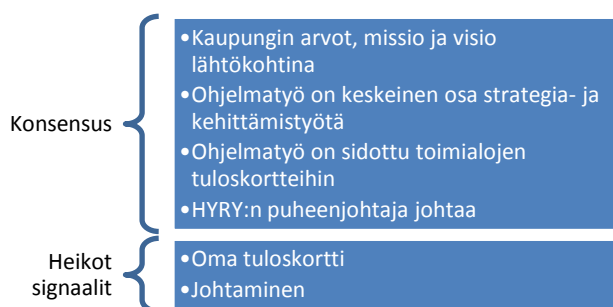 Konsensus
•Kaupungin arvot, missio ja visio
lähtökohtina
•Ohjelmatyö on keskeinen osa strategia- ja
kehittämistyötä
•Ohjelmatyö on sidottu toimialojen
tuloskortteihin
•HYRY:n puheenjohtaja johtaa
Heikot
signaalit
•Oma tuloskortti
•Johtaminen